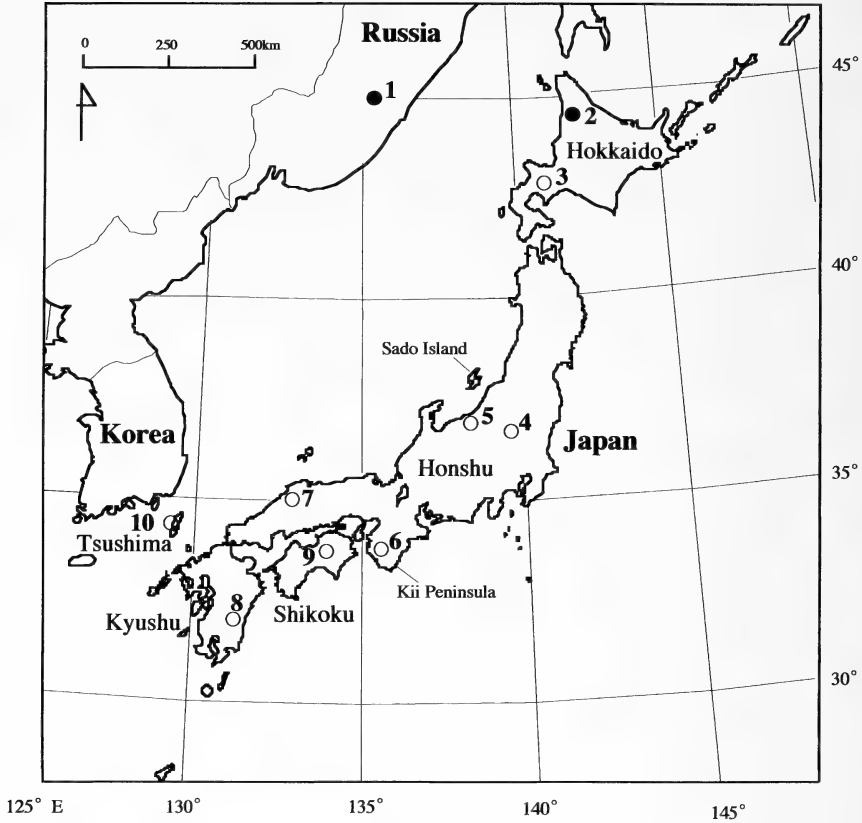 Russia
0 250 500km
45°
1
2
Hokkaido
3
40°
Sado Island
5
4
Korea
Japan
Honshu
35°
7
10
6
Tsushima
9
Kii Peninsula
8
Shikoku
Kyushu
30°
125° E 130° 135° 140° 145°